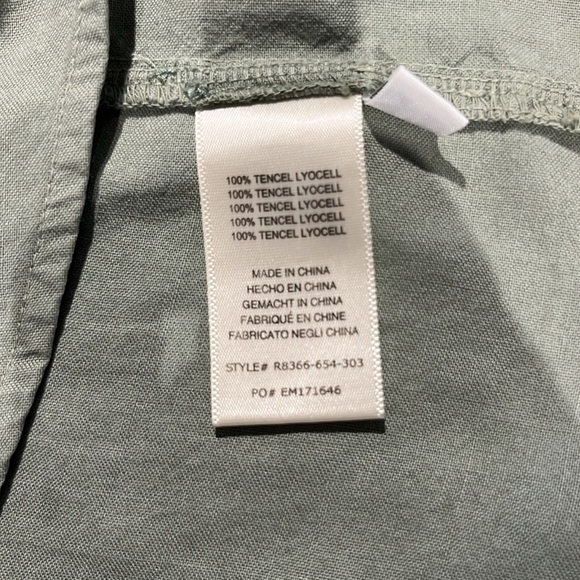 100% TENCEL LYOCELL
100% TENCEL LYOCELL
100% TENCEL LYOCELL
100% TENCEL LYOCELL
100% TENCEL LYOCELL
MADE IN CHINA
HECHO EN CHINA
GEMACHT IN CHINA
FABRIQUÉ EN CHINE
FABRICATO NEGLI CHINA
STYLE# R8366-654-303
PO# EM171646